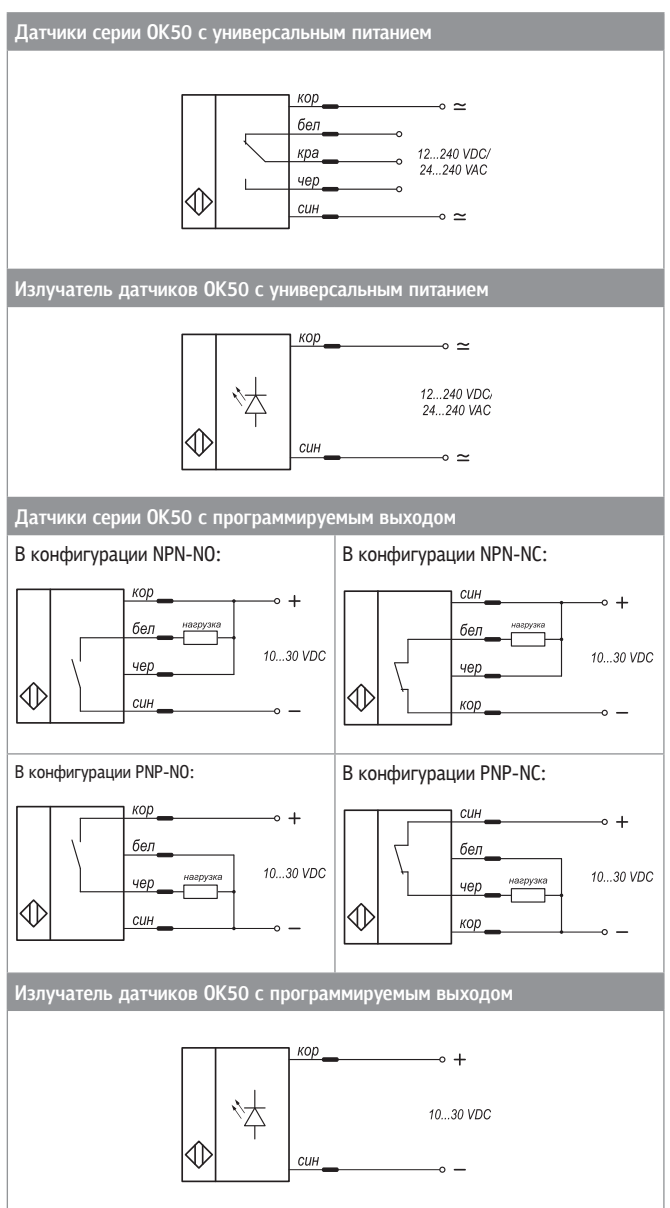 Датчики серии ОК50 с универсальным питанием
кор
≃
бел
кра
12...240 VDC/
24...240 VAC
чер
син
≃
Излучатель датчиков ОК50 с универсальным питанием
кор
≃
12...240 VDC/
24...240 VAC
син
≃
Датчики серии ОК50 с программируемым выходом
В конфигурации NPN-NO:
кор
+
бел
нагрузка
чер
10...30 VDC
син
−
В конфигурации NPN-NC:
син
+
бел
нагрузка
чер
10...30 VDC
кор
−
В конфигурации PNP-NO:
кор
+
бел
10...30 VDC
чер
нагрузка
син
−
В конфигурации PNP-NC:
син
+
бел
10...30 VDC
чер
нагрузка
кор
−
Излучатель датчиков ОК50 с программируемым выходом
кор
+
10...30 VDC
син
−